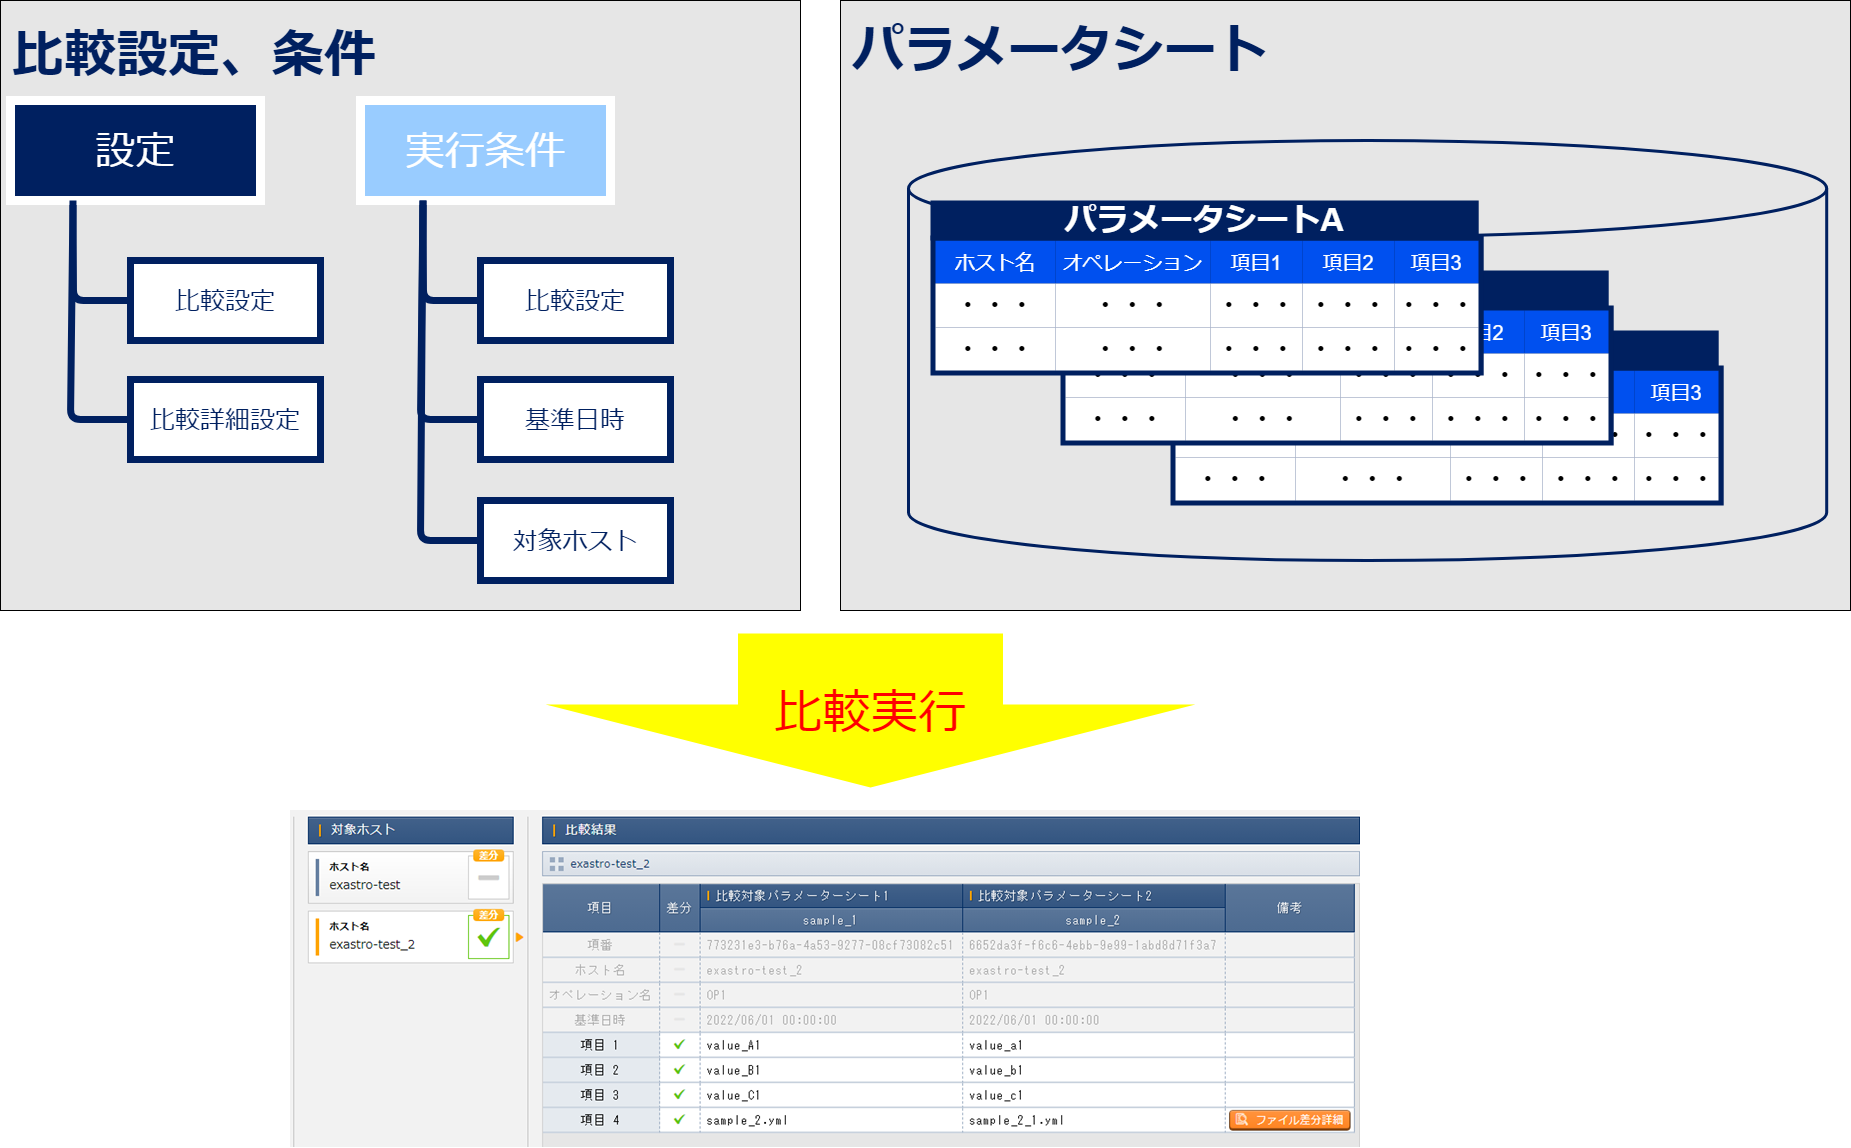 比較設定、条件
設定
比較設定
比較詳細設定
実行条件
比較設定
基準日時
対象ホスト
パラメータシート
パラメータシートA
ホスト名 オペレーション 項目1 項目2 項目3
・・・ ・・・ ・・・ ・・・ ・・・
・・・ ・・・ ・・・ ・・・ ・・・
目2 項目3
・・・ ・・・ ・・・ ・・・ ・・・
・・・ ・・・ ・・・ ・・・ ・・・
項目3
・・・
・・・ ・・・ ・・・ ・・・ ・・・
比較実行
対象ホスト
ホスト名
exastro-test
差分
ホスト名
exastro-test_2
差分
比較結果
exastro-test_2
項目 差分 比較対象パラメーターシート1 比較対象パラメーターシート2 備考
sample_1 sample_2
項番 773231e3-b76a-4a53-9277-08cf73082c51 6652da3f-f6c6-4ebb-9e99-1abd8d71f3a7
ホスト名 exastro-test_2 exastro-test_2
オペレーション名 OP1 OP1
基準日時 2022/06/01 00:00:00 2022/06/01 00:00:00
項目 1 value_A1 value_a1
項目 2 value_B1 value_b1
項目 3 value_C1 value_c1
項目 4 sample_2.yml sample_2_1.yml ファイル差分詳細